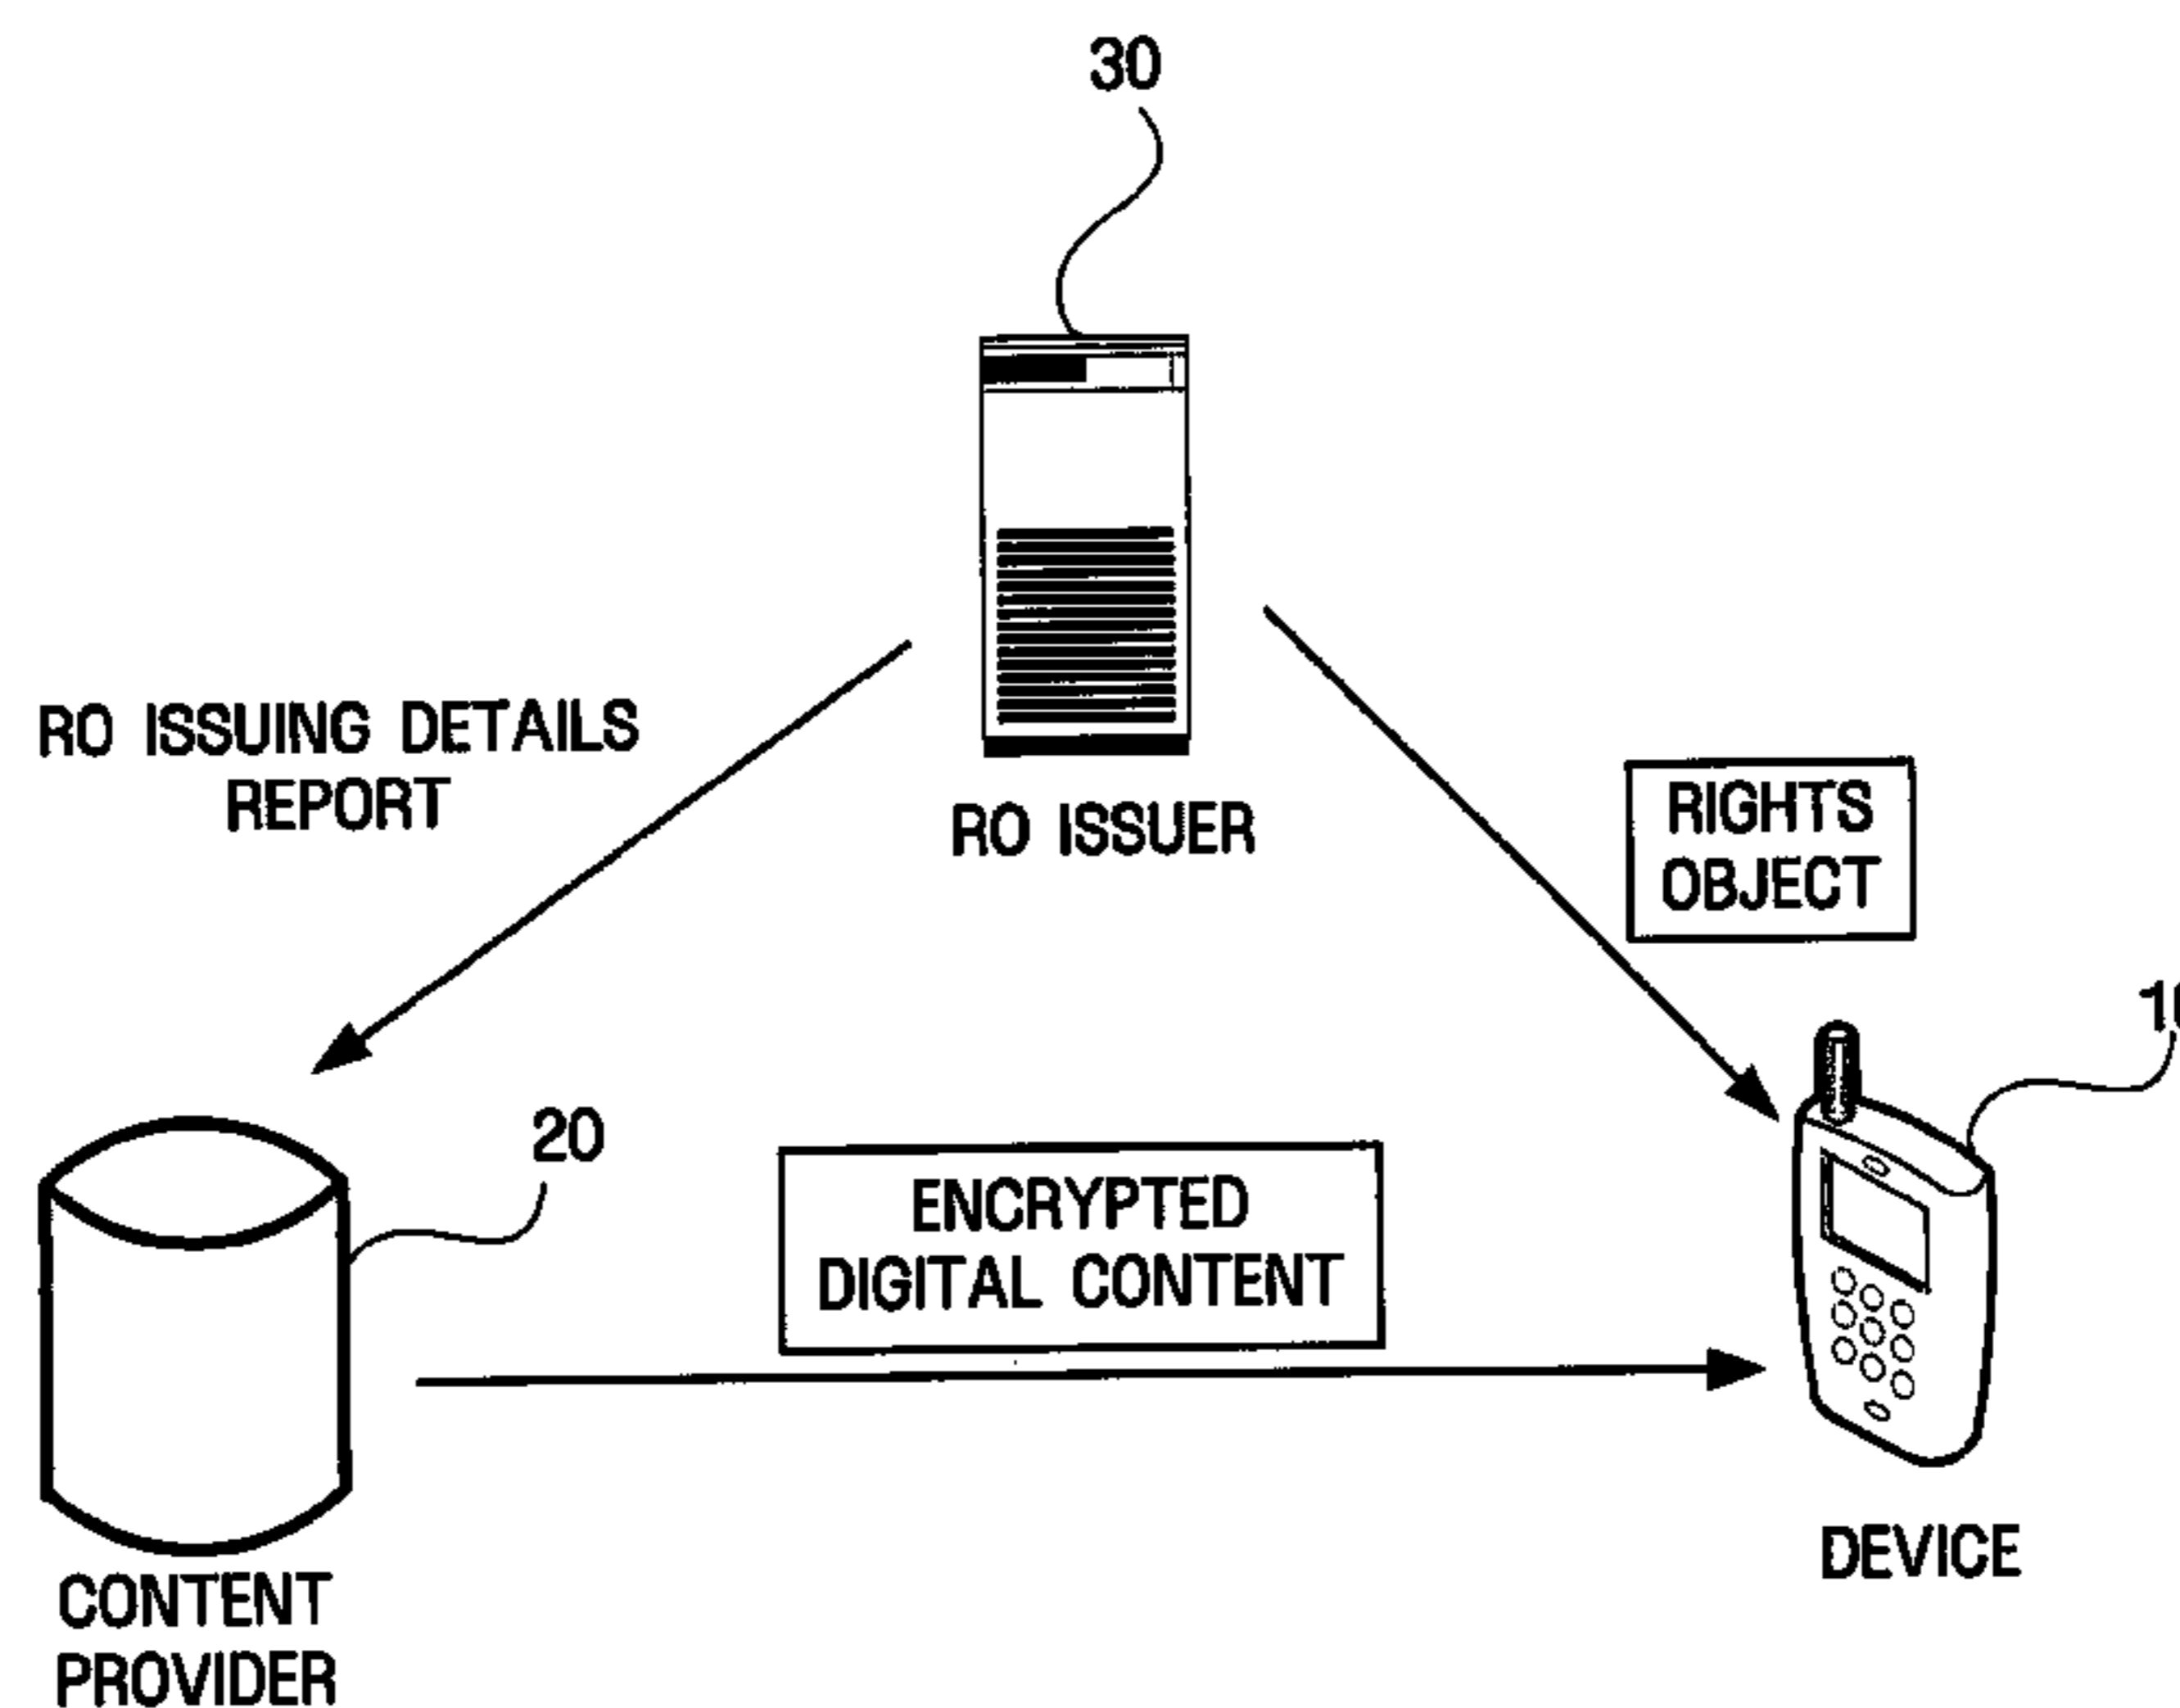 30
RO ISSUING DETAILS
REPORT
RO ISSUER
RIGHTS
OBJECT
20
ENCRYPTED
DIGITAL CONTENT
DEVICE
CONTENT
PROVIDER